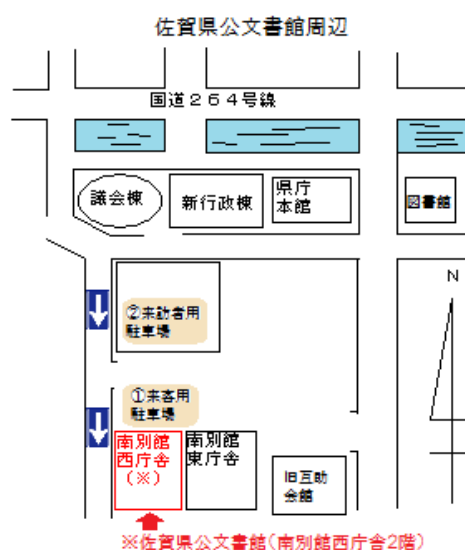 佐賀県公文書館周辺
国道264号線
議会棟
新行政棟
県庁
本館
図書館
N
②来訪者用
駐車場
①来客用
駐車場
南別館
西庁舎
(※)
南別館
東庁舎
旧互助
会館
※佐賀県公文書館(南別館西庁舎2階)